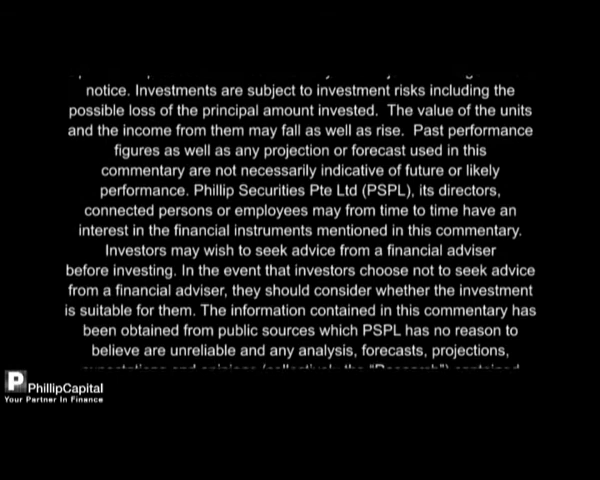 notice. Investments are subject to investment risks including the
possible loss of the principal amount invested. The value of the units
and the income from them may fall as well as rise. Past performance
figures as well as any projection or forecast used in this
commentary are not necessarily indicative of future or likely
performance. Phillip Securities Pte Ltd (PSPL), its directors,
connected persons or employees may from time to time have an
interest in the financial instruments mentioned in this commentary.
Investors may wish to seek advice from a financial adviser
before investing. In the event that investors choose not to seek advice
from a financial adviser, they should consider whether the investment
is suitable for them. The information contained in this commentary has
been obtained from public sources which PSPL has no reason to
believe are unreliable and any analysis, forecasts, projections,
P PhillipCapital
Your Partner In Finance